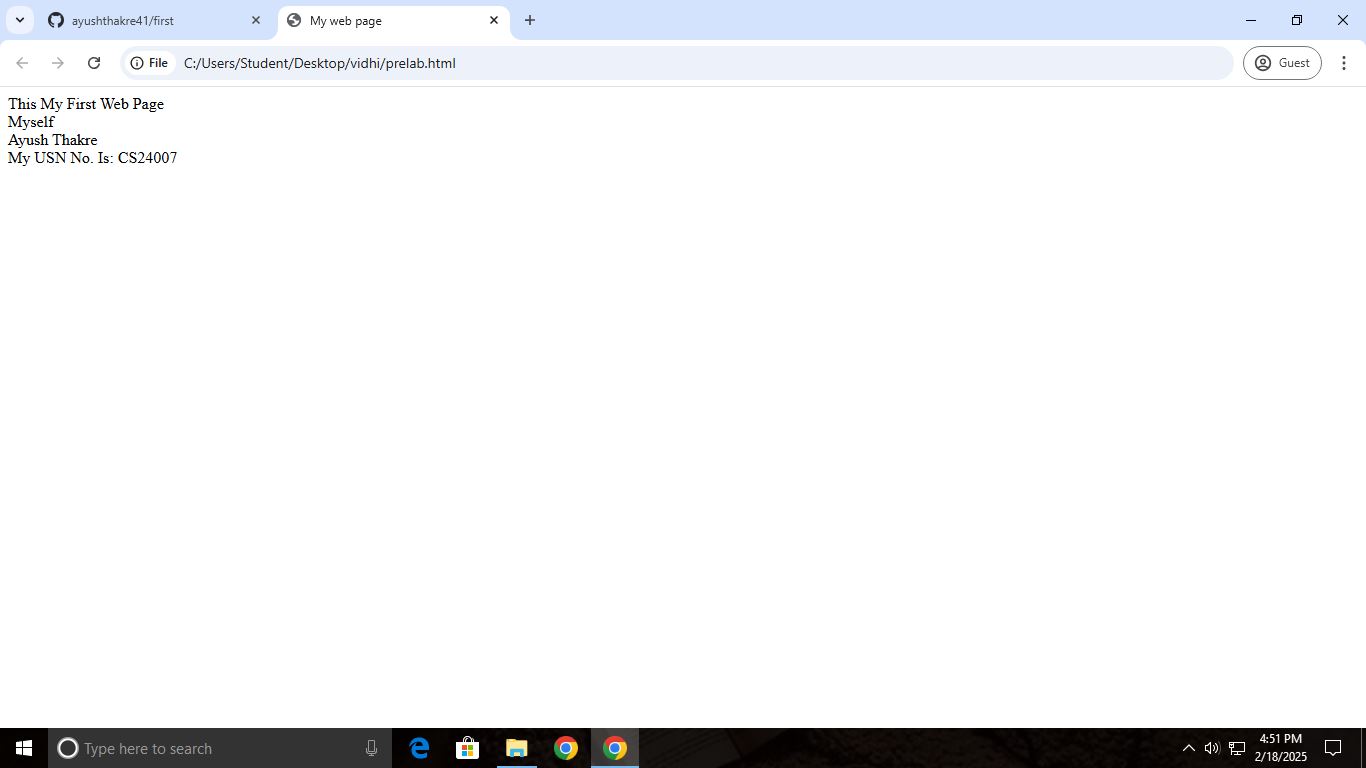 ayushthakre41/first
My web page
File
C:/Users/Student/Desktop/vidhi/prelab.html
Guest
This My First Web Page
Myself
Ayush Thakre
My USN No. Is: CS24007
Type here to search
4:51 PM
2/18/2025